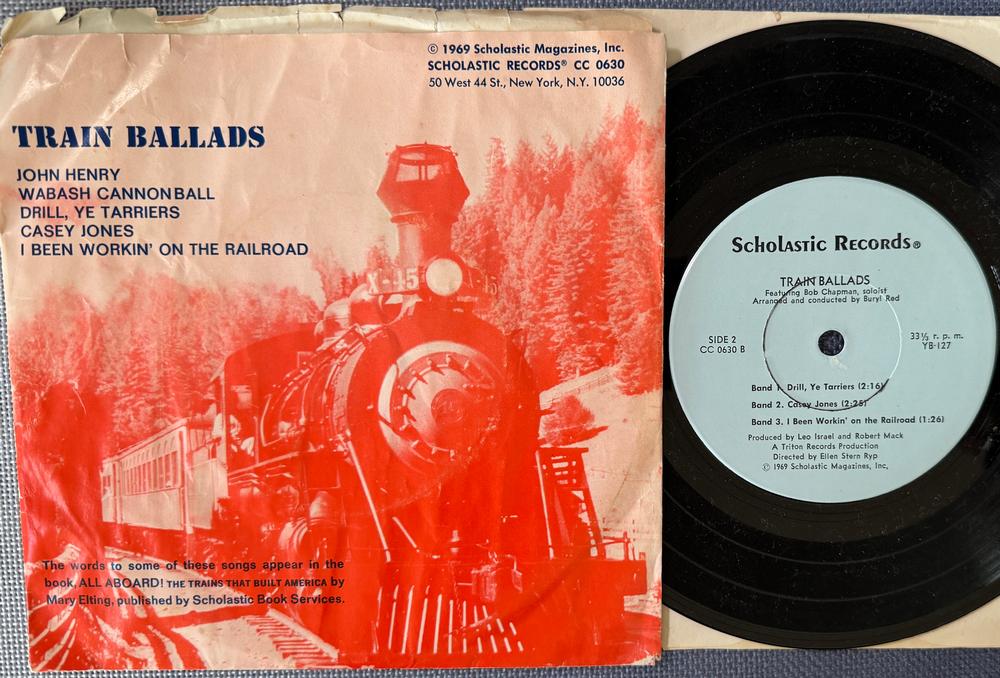 © 1969 Scholastic Magazines, Inc.
SCHOLASTIC RECORDS® CC 0630
50 West 44 St., New York, N.Y. 10036
TRAIN BALLADS
JOHN HENRY
WABASH CANNONBALL
DRILL, YE TARRIERS
CASEY JONES
I BEEN WORKIN' ON THE RAILROAD
X-45
The words to some of these songs appear in the
book, ALL ABOARD! THE TRAINS THAT BUILT AMERICA by
Mary Elting, published by Scholastic Book Services.
Scholastic Records®
TRAIN BALLADS
Featuring Bob Chapman, soloist
Arranged and conducted by Buryl Red
SIDE 2
CC 0630 B
33⅓ r. p. m.
YB-127
Band 1. Drill, Ye Tarriers (2:16)
Band 2. Casey Jones (2:25)
Band 3. I Been Workin' on the Railroad (1:26)
Produced by Leo Israel and Robert Mack
A Triton Records Production
Directed by Ellen Stern Ryp
© 1969 Scholastic Magazines, Inc,